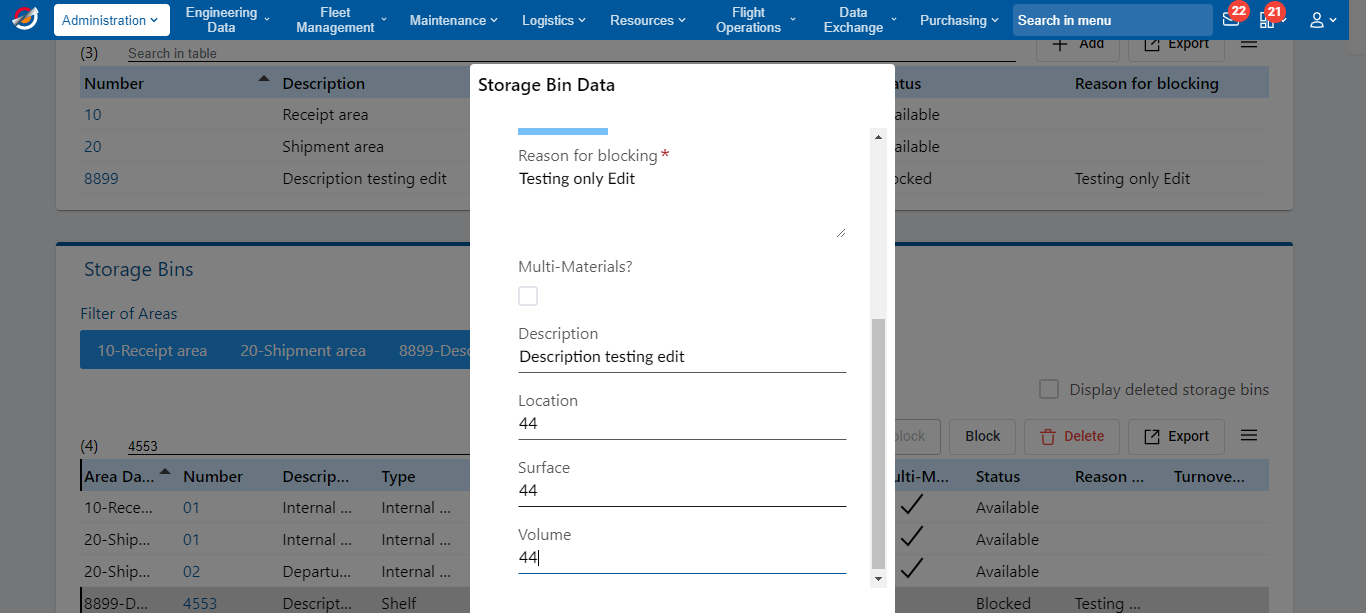 Administration
Engineering Data
Fleet Management
Maintenance
Logistics
Resources
Flight Operations
Data Exchange
Purchasing
Search in menu
22
21
(3)
Search in table
Add
Export
Number
Description
Reason for blocking
10
Receipt area
20
Shipment area
8899
Description testing edit
Testing only Edit
Storage Bin Data
Reason for blocking*
Testing only Edit
Multi-Materials?
Description
Description testing edit
Location
44
Surface
44
Volume
44
Storage Bins
Filter of Areas
10-Receipt area
20-Shipment area
8899-Desc
Display deleted storage bins
(4)
4553
Block
Delete
Export
Area Da...
Number
Descrip...
Type
ulti-M...
Status
Reason ...
Turnove...
10-Rece...
01
Internal ...
Internal ...
Available
20-Ship...
01
Internal ...
Internal ...
Available
20-Ship...
02
Departu...
Internal ...
Available
8899-D...
4553
Descript...
Shelf
Blocked
Testing ...